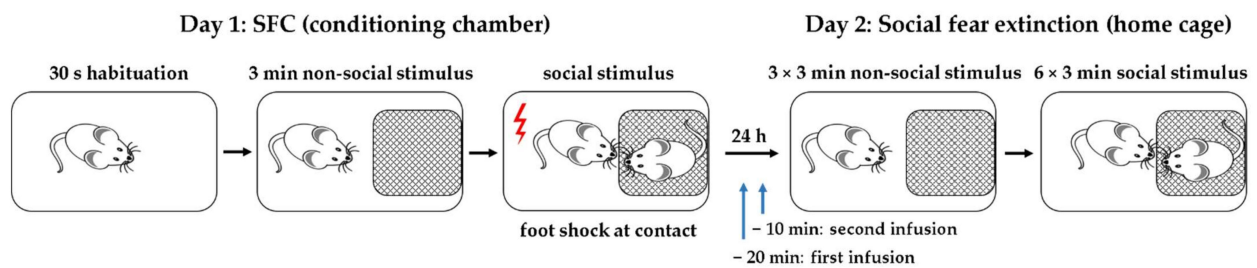 Day 1: SFC (conditioning chamber)
Day 2: Social fear extinction (home cage)
30 s habituation
3 min non-social stimulus
social stimulus
3 × 3 min non-social stimulus
6 × 3 min social stimulus
24 h
foot shock at contact
− 10 min: second infusion
− 20 min: first infusion